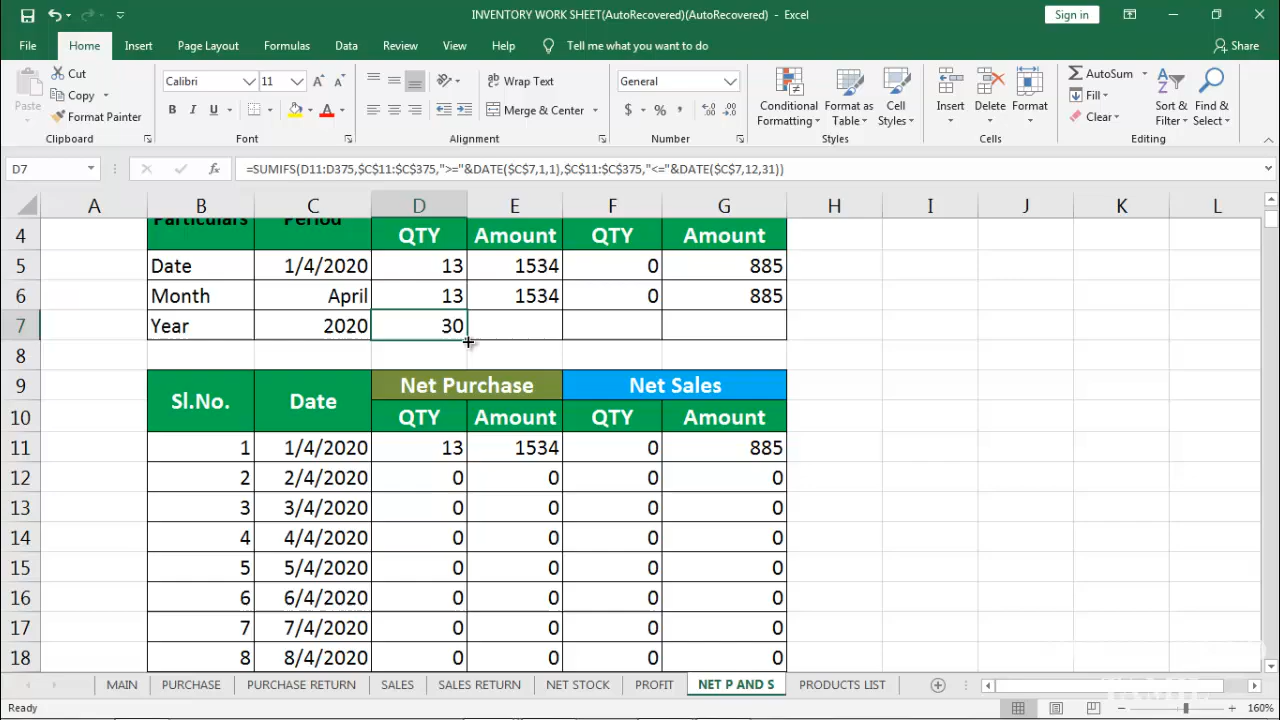 INVENTORY WORK SHEET(AutoRecovered)(AutoRecovered) - Excel
Sign in
File Home Insert Page Layout Formulas Data Review View Help Tell me what you want to do Share
Paste
Cut
Copy
Format Painter
Clipboard
Calibri 11 A A
B I U A
Font
Wrap Text
Merge & Center
Alignment
General
$ % ,
Number
Conditional Formatting
Format as Table
Cell Styles
Styles
Insert Delete Format
Cells
AutoSum
Fill
Clear
Sort & Filter
Find & Select
Editing
D7 fx =SUMIFS(D11:D375,$C$11:$C$375,">="&DATE($C$7,1,1),$C$11:$C$375,"<="&DATE($C$7,12,31))
A B C D E F G H I J K L
Particulars Period
4 QTY Amount QTY Amount
5 Date 1/4/2020 13 1534 0 885
6 Month April 13 1534 0 885
7 Year 2020 30
8
9 Sl.No. Date Net Purchase Net Sales
10 QTY Amount QTY Amount
11 1 1/4/2020 13 1534 0 885
12 2 2/4/2020 0 0 0 0
13 3 3/4/2020 0 0 0 0
14 4 4/4/2020 0 0 0 0
15 5 5/4/2020 0 0 0 0
16 6 6/4/2020 0 0 0 0
17 7 7/4/2020 0 0 0 0
18 8 8/4/2020 0 0 0 0
MAIN PURCHASE PURCHASE RETURN SALES SALES RETURN NET STOCK PROFIT NET P AND S PRODUCTS LIST
Ready 160%